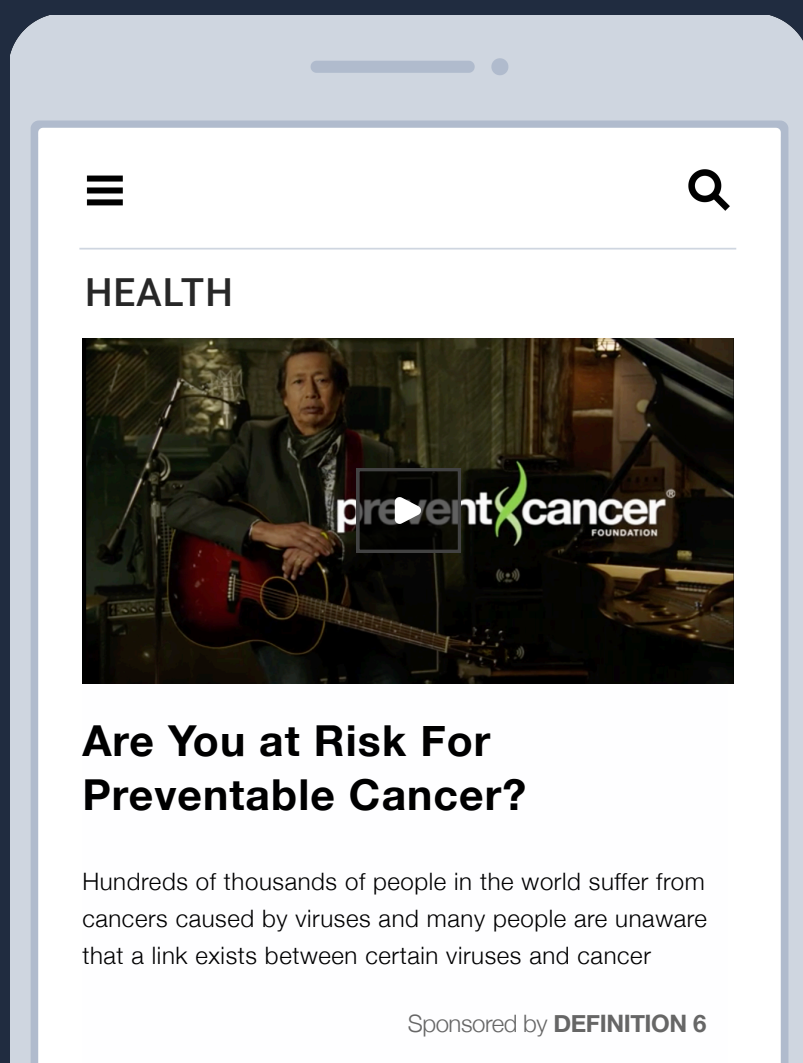 HEALTH
prevent cancer®
FOUNDATION
Are You at Risk For
Preventable Cancer?
Hundreds of thousands of people in the world suffer from
cancers caused by viruses and many people are unaware
that a link exists between certain viruses and cancer
Sponsored by DEFINITION 6